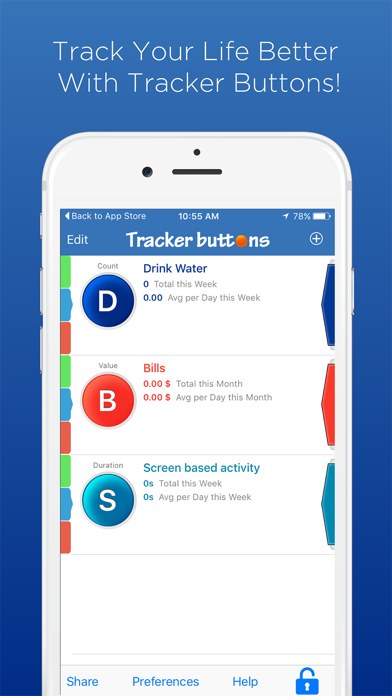 Track Your Life Better
With Tracker Buttons!
Back to App Store 10:55 AM 78%
Edit Tracker buttons
Count
Drink Water
D
0 Total this Week
0.00 Avg per Day this Week
Value
Bills
B
0.00 $ Total this Month
0.00 $ Avg per Day this Month
Duration
Screen based activity
S
0s Total this Week
0s Avg per Day this Week
Share Preferences Help